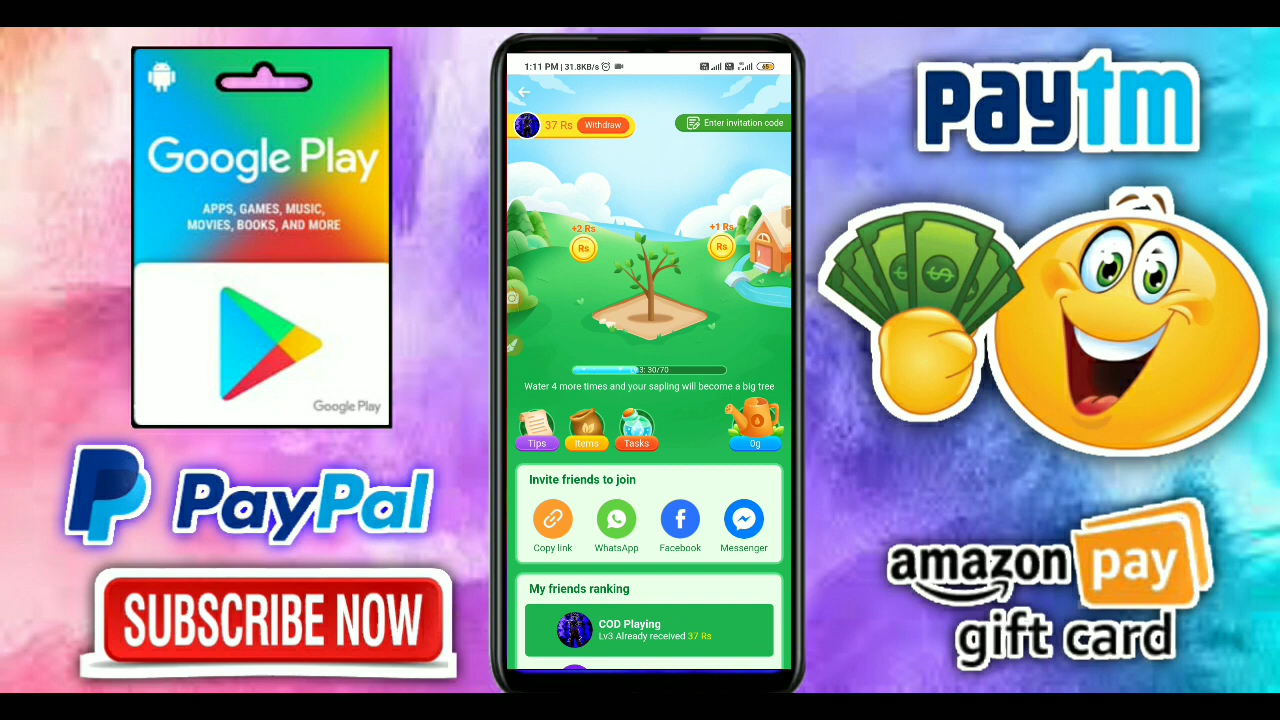 Google Play
APPS, GAMES, MUSIC,
MOVIES, BOOKS, AND MORE
Google Play
PayPal
SUBSCRIBE NOW
1:11 PM | 31.8KB/s
65
37 Rs
Withdraw
Enter invitation code
+2 Rs
Rs
+1 Rs
Rs
30/70
Water 4 more times and your sapling will become a big tree
Tips
Items
Tasks
0g
Invite friends to join
Copy link
WhatsApp
Facebook
Messenger
My friends ranking
COD Playing
Lv3 Already received 37 Rs
paytm
amazon pay
gift card